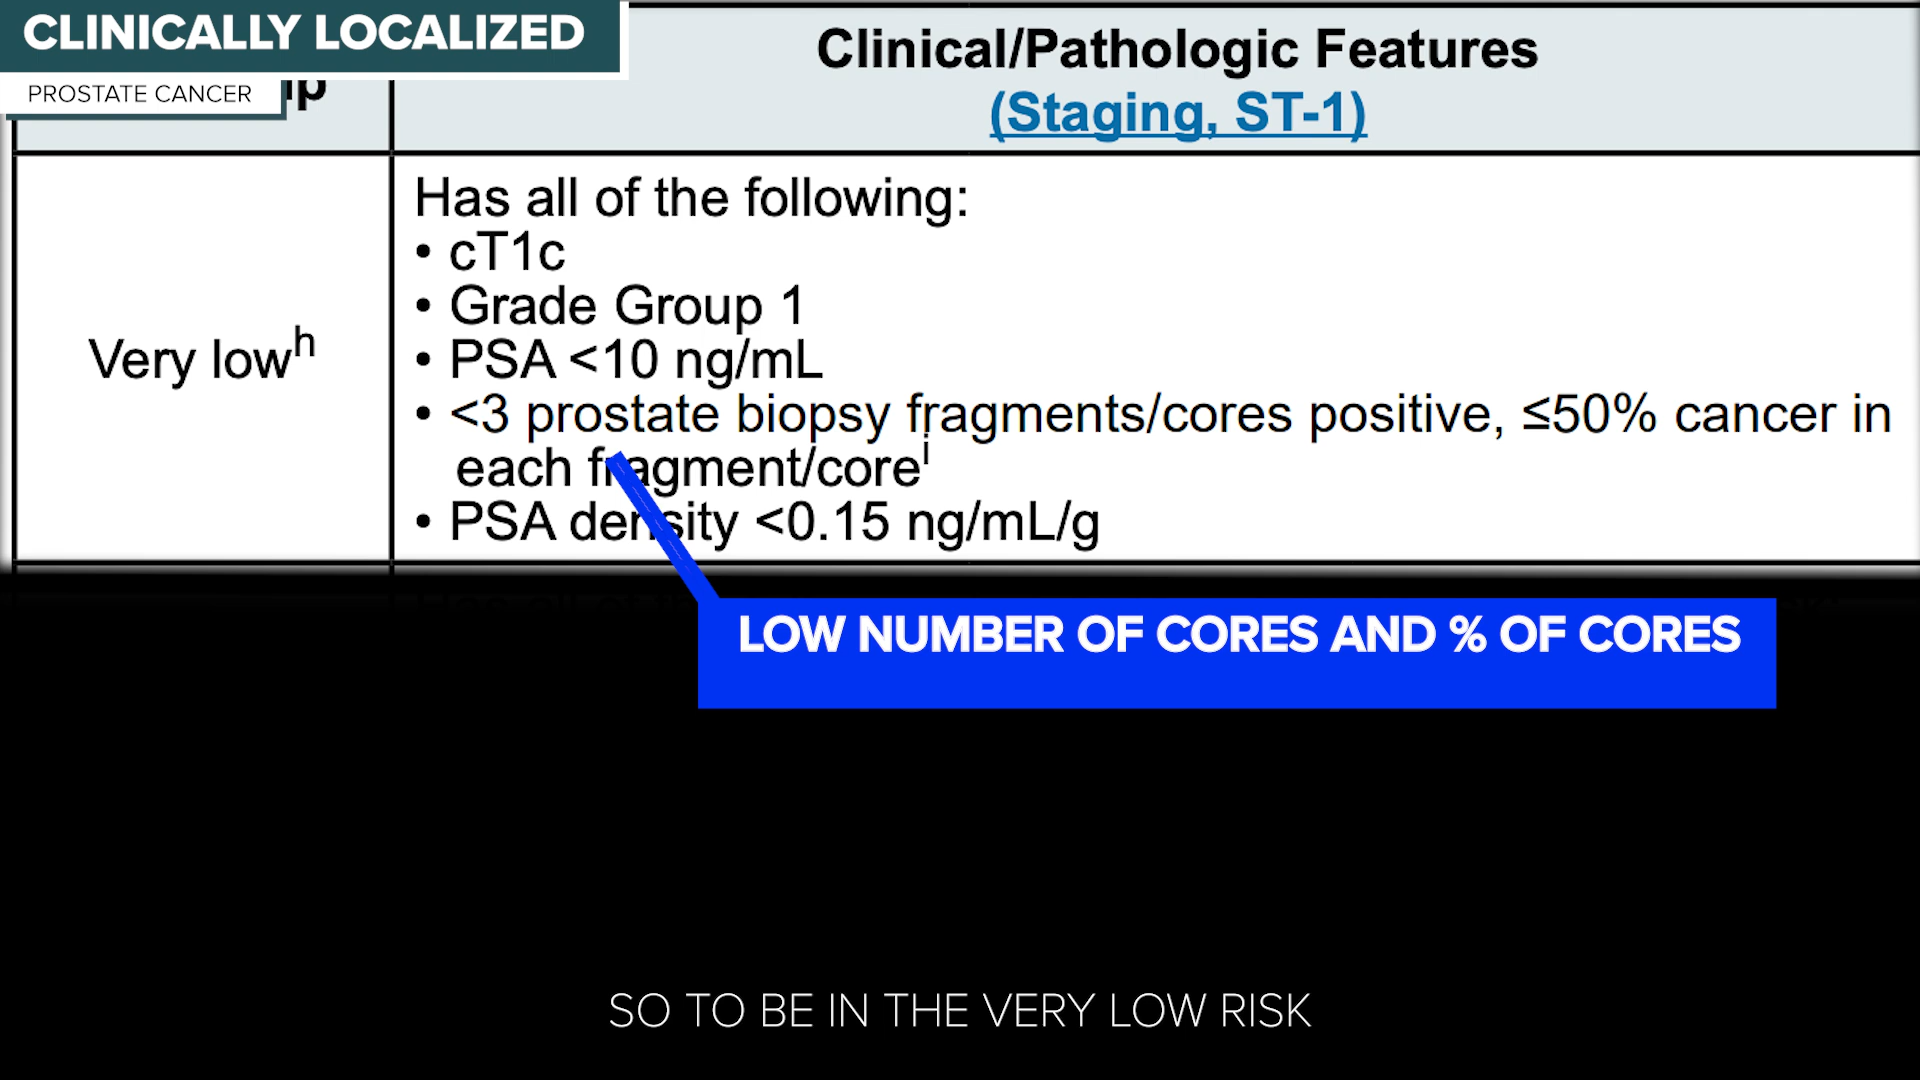 CLINICALLY LOCALIZED
PROSTATE CANCER
Clinical/Pathologic Features
(Staging, ST-1)
Very lowʰ
Has all of the following:
• cT1c
• Grade Group 1
• PSA <10 ng/mL
• <3 prostate biopsy fragments/cores positive, ≤50% cancer in
each fragment/coreⁱ
• PSA density <0.15 ng/mL/g
LOW NUMBER OF CORES AND % OF CORES
SO TO BE IN THE VERY LOW RISK